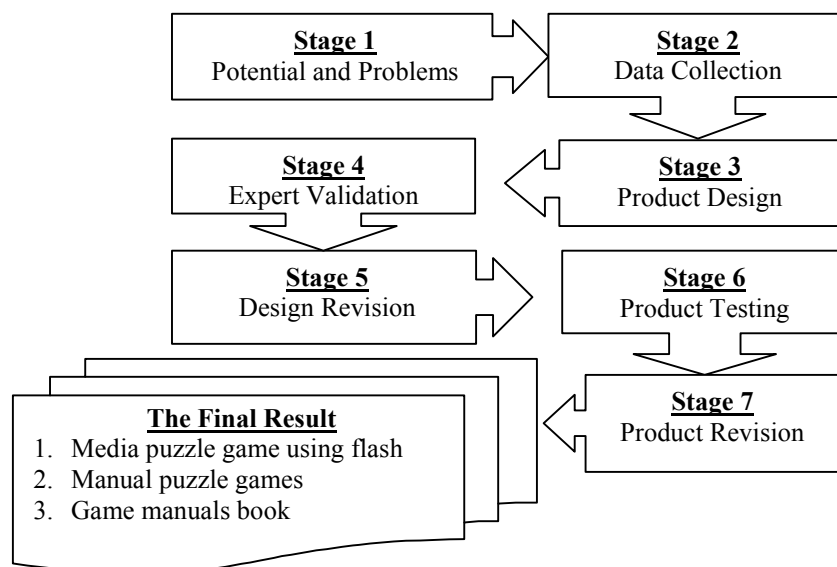 Stage 1
Potential and Problems
Stage 2
Data Collection
Stage 3
Product Design
Stage 4
Expert Validation
Stage 5
Design Revision
Stage 6
Product Testing
Stage 7
Product Revision
The Final Result
1. Media puzzle game using flash
2. Manual puzzle games
3. Game manuals book